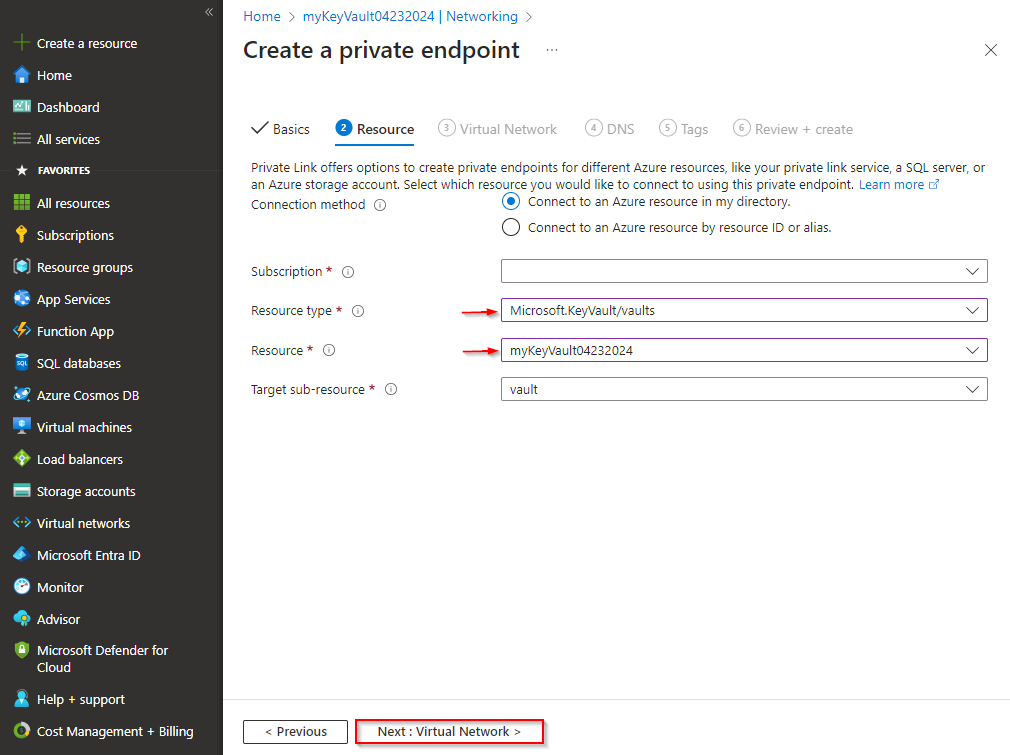 «
Create a resource
Home
Dashboard
All services
FAVORITES
All resources
Subscriptions
Resource groups
App Services
Function App
SQL databases
Azure Cosmos DB
Virtual machines
Load balancers
Storage accounts
Virtual networks
Microsoft Entra ID
Monitor
Advisor
Microsoft Defender for
Cloud
Help + support
Cost Management + Billing
Home > myKeyVault04232024 | Networking >
Create a private endpoint ...
Basics 2 Resource 3 Virtual Network 4 DNS 5 Tags 6 Review + create
Private Link offers options to create private endpoints for different Azure resources, like your private link service, a SQL server, or
an Azure storage account. Select which resource you would like to connect to using this private endpoint. Learn more
Connection method
Connect to an Azure resource in my directory.
Connect to an Azure resource by resource ID or alias.
Subscription *
Resource type * Microsoft.KeyVault/vaults
Resource * myKeyVault04232024
Target sub-resource * vault
< Previous Next : Virtual Network >